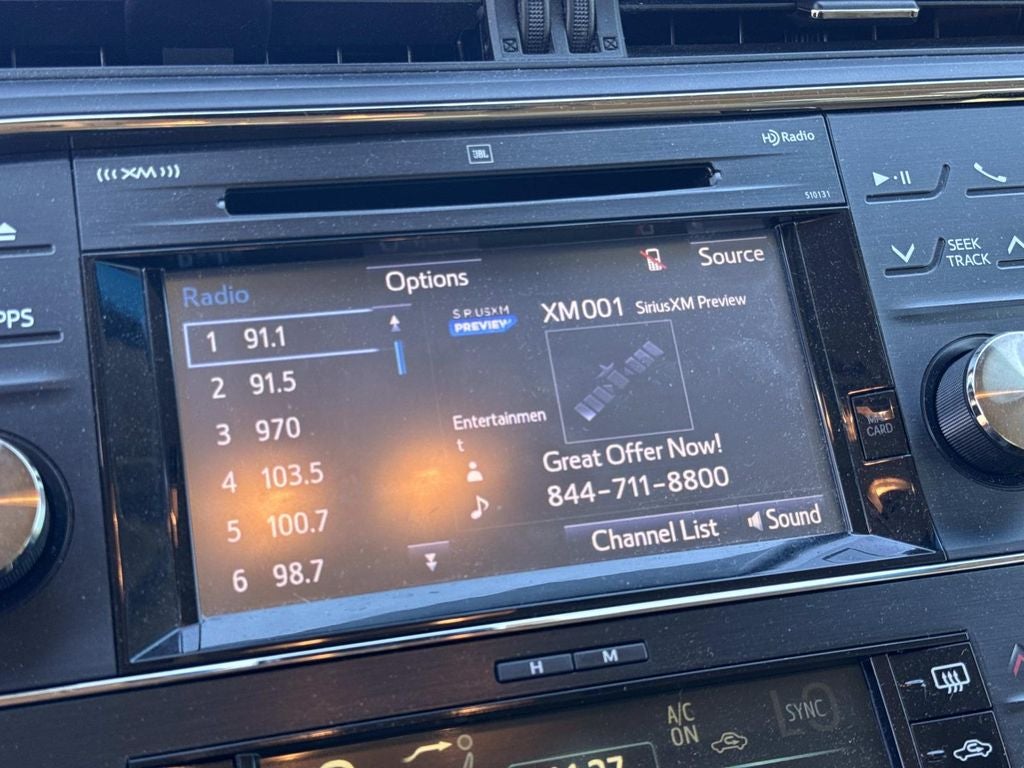 (((XM)))
JBL
HD Radio
510131
SEEK
TRACK
Radio
Options
Source
1 91.1
2 91.5
3 970
4 103.5
5 100.7
6 98.7
SIRIUSXM
PREVIEW
XM001 SiriusXM Preview
Entertainmen
t
Great Offer Now!
844-711-8800
Channel List
Sound
CARD
PPS
H
M
A/C
ON
LO
SYNC